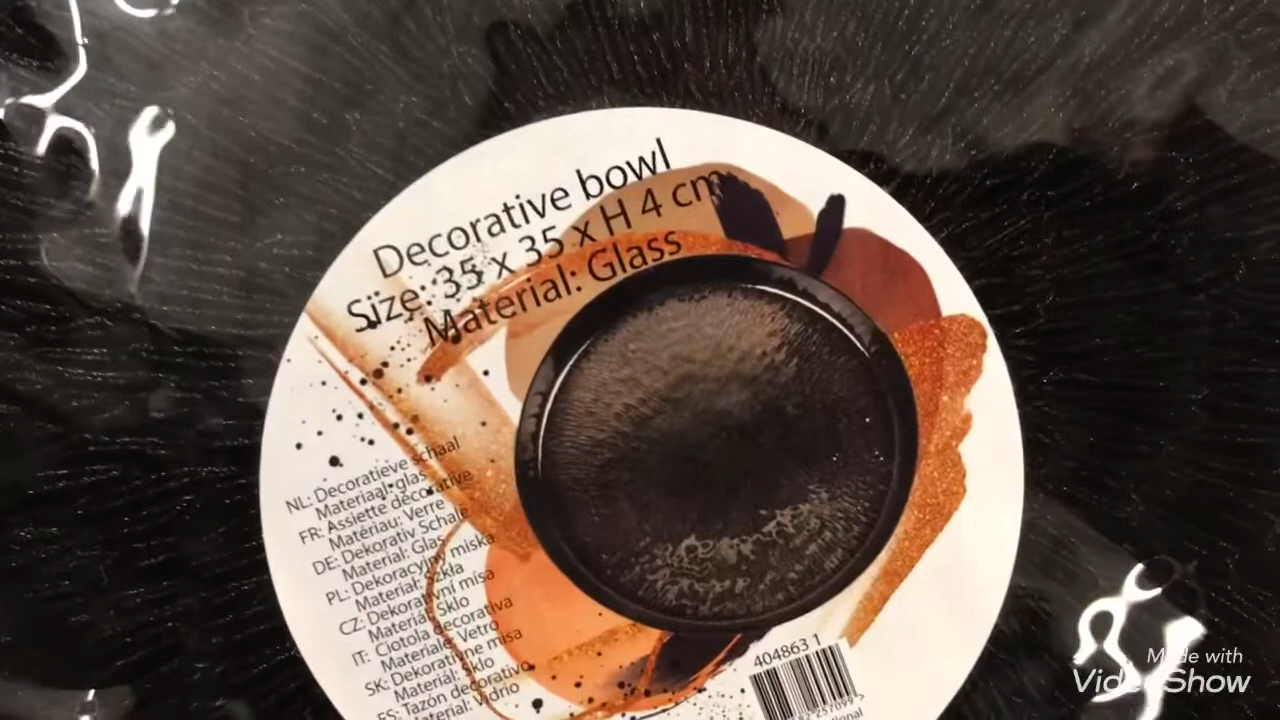 Decorative bowl
Size: 35 x 35 x H 4 cm
Material: Glass
NL: Decoratieve schaal
Materiaal: glas
FR: Assiette décorative
Matériau: Verre
DE: Dekorativ Schale
Material: Glas
PL: Dekoracyjny miska
Materiał: Szkła
CZ: Dekorativní misa
Materiál: Sklo
IT: Ciotola decorativa
Materiale: Vetro
SK: Dekoratívne misa
Materiál: Sklo
ES: Tazón decorativo
Material: Vidrio
404863 1
Made with
VideoShow